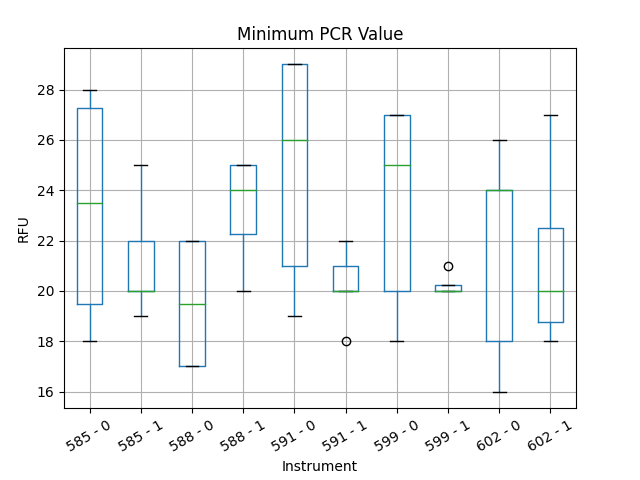 Minimum PCR Value
28
26
24
22
20
18
16
RFU
585 - 0
585 - 1
588 - 0
588 - 1
591 - 0
591 - 1
599 - 0
599 - 1
602 - 0
602 - 1
Instrument